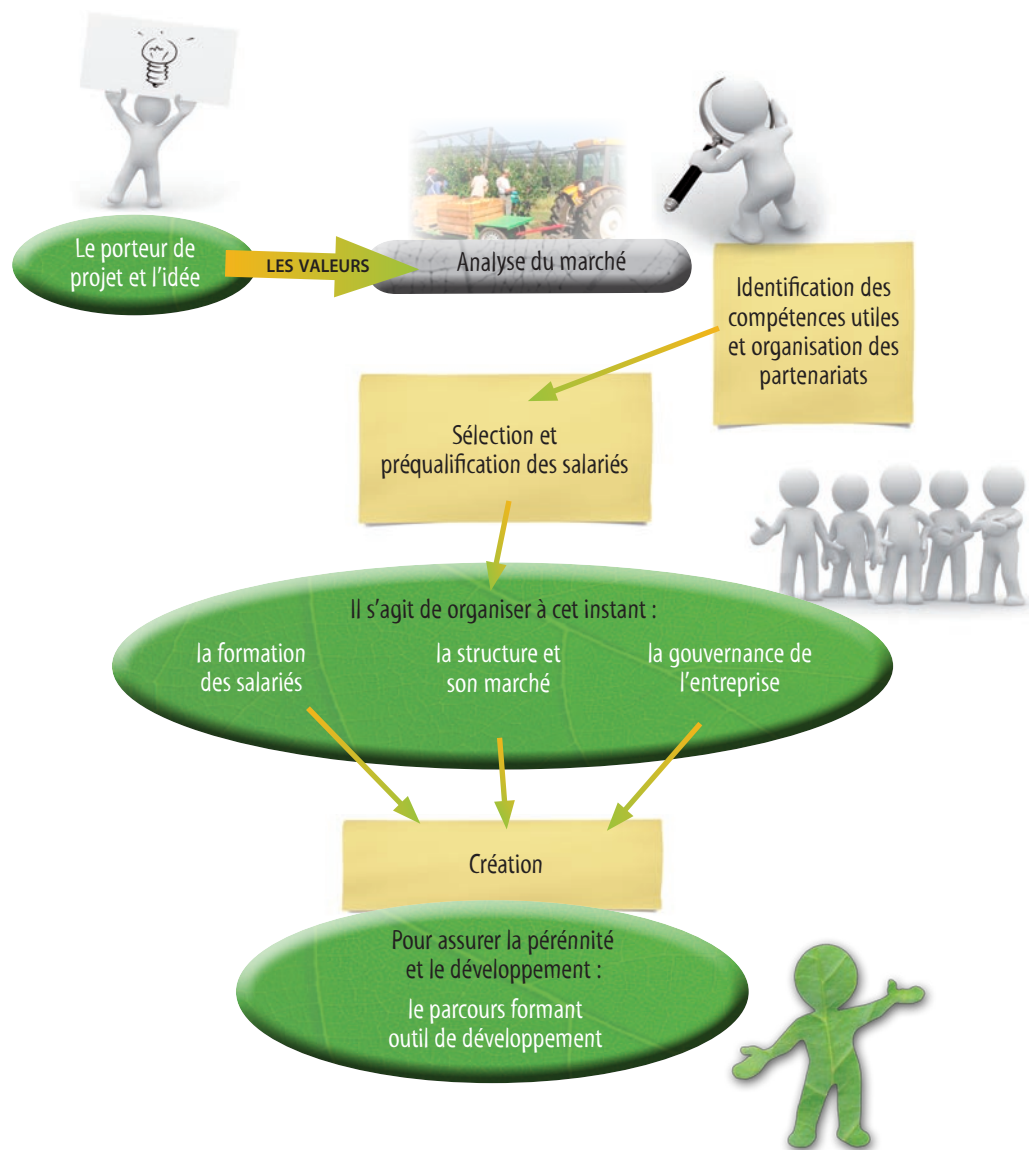 Le porteur de
projet et l’idée
LES VALEURS
Analyse du marché
Identification des
compétences utiles
et organisation des
partenariats
Sélection et
préqualification des salariés
Il s’agit de organiser à cet instant :
la formation
des salariés
la structure et
son marché
la gouvernance de
l’entreprise
Création
Pour assurer la pérénnité
et le développement :
le parcours formant
outil de développement